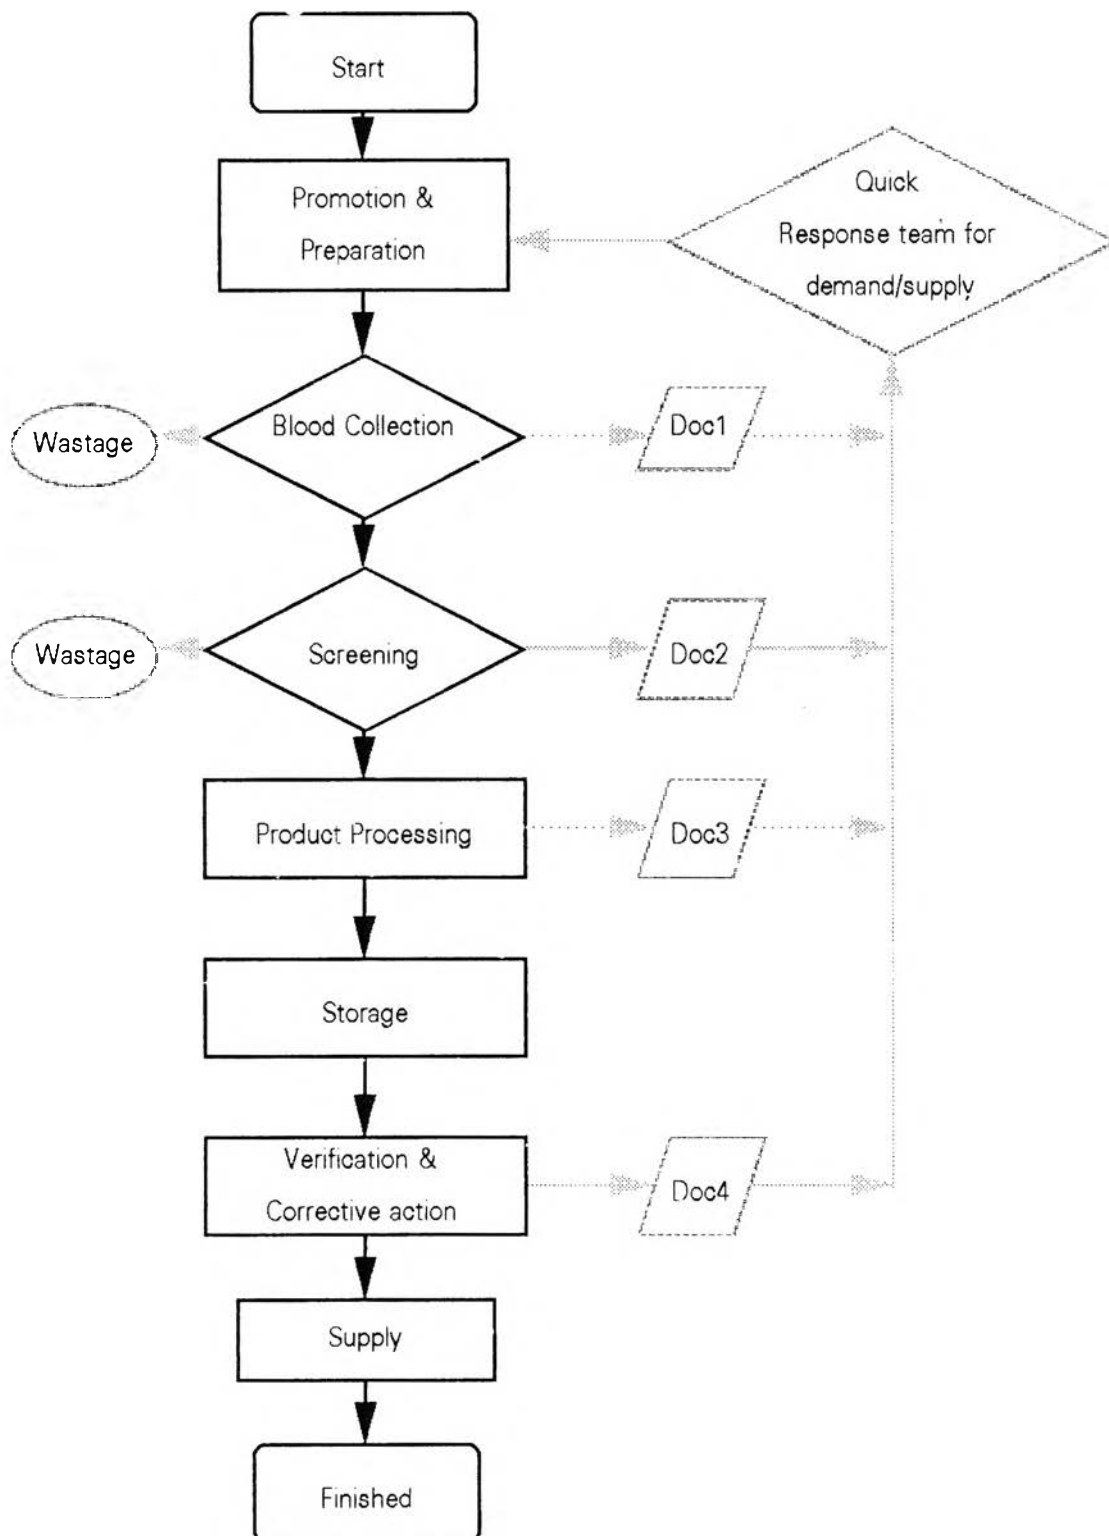 Start
Promotion &
Preparation
Quick
Response team for
demand/supply
Wastage
Blood Collection
Doc1
Wastage
Screening
Doc2
Product Processing
Doc3
Storage
Verification &
Corrective action
Doc4
Supply
Finished